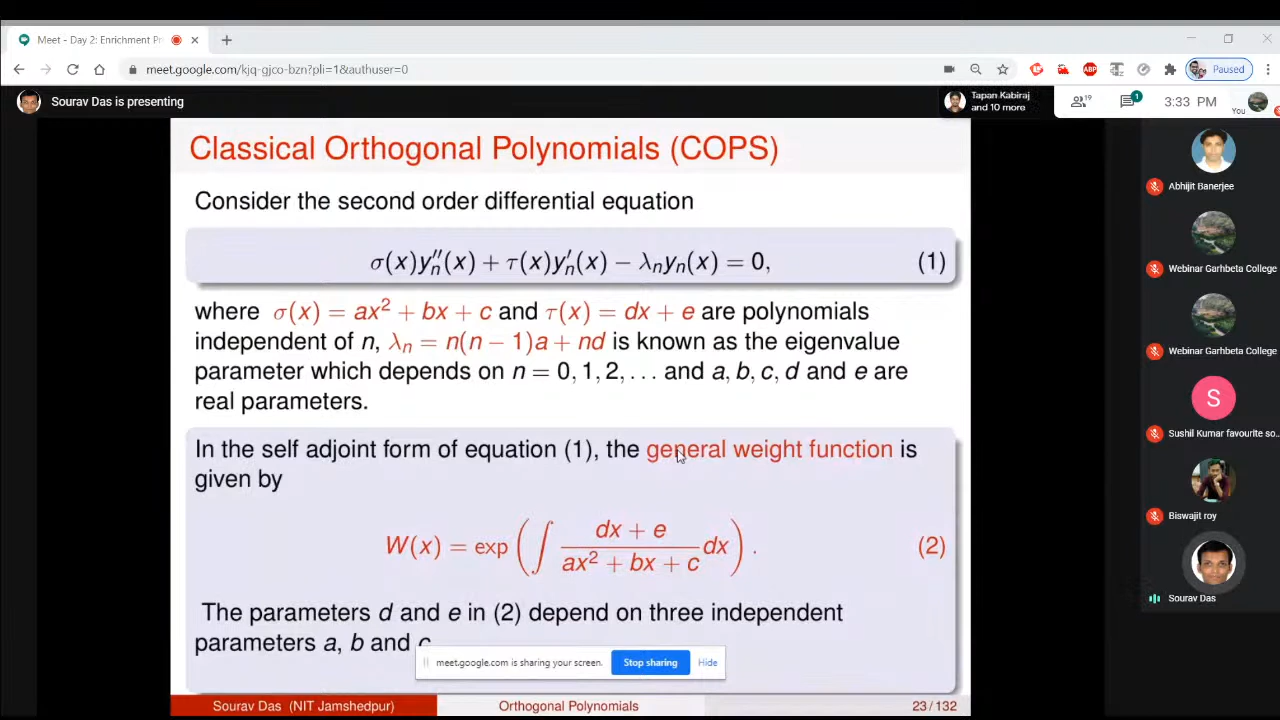 Meet - Day 2: Enrichment Pr
meet.google.com/kjq-gjco-bzn?pli=1&authuser=0
ABP
Paused
Sourav Das is presenting
Tapan Kabiraj
and 10 more
19
1
3:33 PM
You
Classical Orthogonal Polynomials (COPS)
Consider the second order differential equation
σ(x)y″ₙ(x) + τ(x)y′ₙ(x) − λₙyₙ(x) = 0, (1)
where σ(x) = ax² + bx + c and τ(x) = dx + e are polynomials
independent of n, λₙ = n(n − 1)a + nd is known as the eigenvalue
parameter which depends on n = 0, 1, 2, . . . and a, b, c, d and e are
real parameters.
In the self adjoint form of equation (1), the general weight function is
given by
W(x) = exp(∫ (dx + e)/(ax² + bx + c) dx). (2)
The parameters d and e in (2) depend on three independent
parameters a, b and c
meet.google.com is sharing your screen.
Stop sharing
Hide
Sourav Das (NIT Jamshedpur)
Orthogonal Polynomials
23 / 132
Abhijit Banerjee
Webinar Garhbeta College
Webinar Garhbeta College
S
Sushil Kumar favourite so...
Biswajit roy
Sourav Das